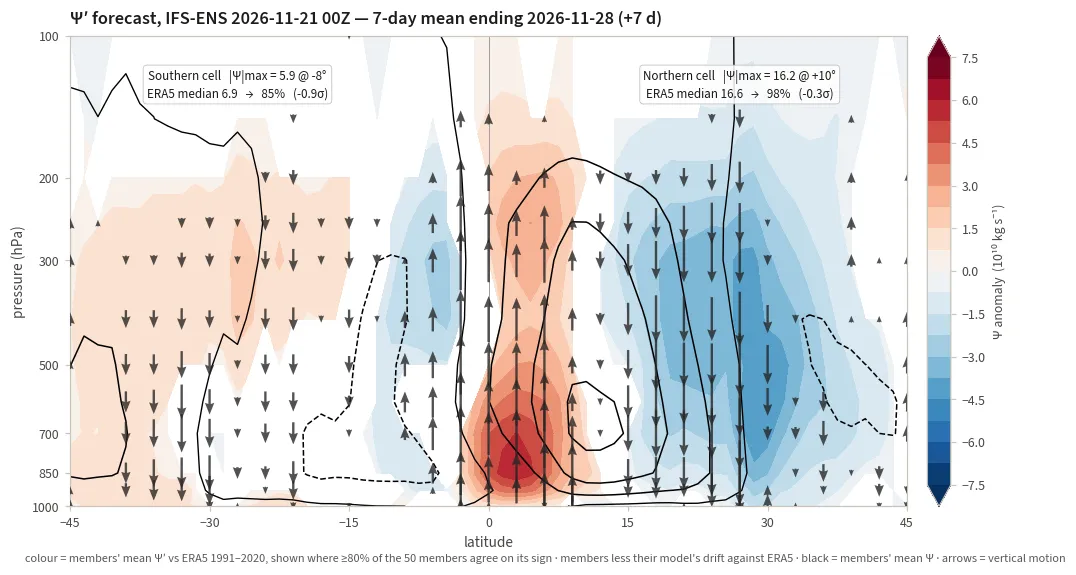 Ψ′ forecast, IFS-ENS 2026-11-21 00Z — 7-day mean ending 2026-11-28 (+7 d)
Southern cell |Ψ|max = 5.9 @ -8°
ERA5 median 6.9 → 85% (-0.9σ)
Northern cell |Ψ|max = 16.2 @ +10°
ERA5 median 16.6 → 98% (-0.3σ)
pressure (hPa)
100
200
300
400
500
700
850
1000
−45
−30
−15
0
15
30
45
latitude
7.5
6.0
4.5
3.0
1.5
0.0
−1.5
−3.0
−4.5
−6.0
−7.5
Ψ anomaly (10¹⁰ kg s⁻¹)
colour = members' mean Ψ′ vs ERA5 1991–2020, shown where ≥80% of the 50 members agree on its sign · members less their model's drift against ERA5 · black = members' mean Ψ · arrows = vertical motion